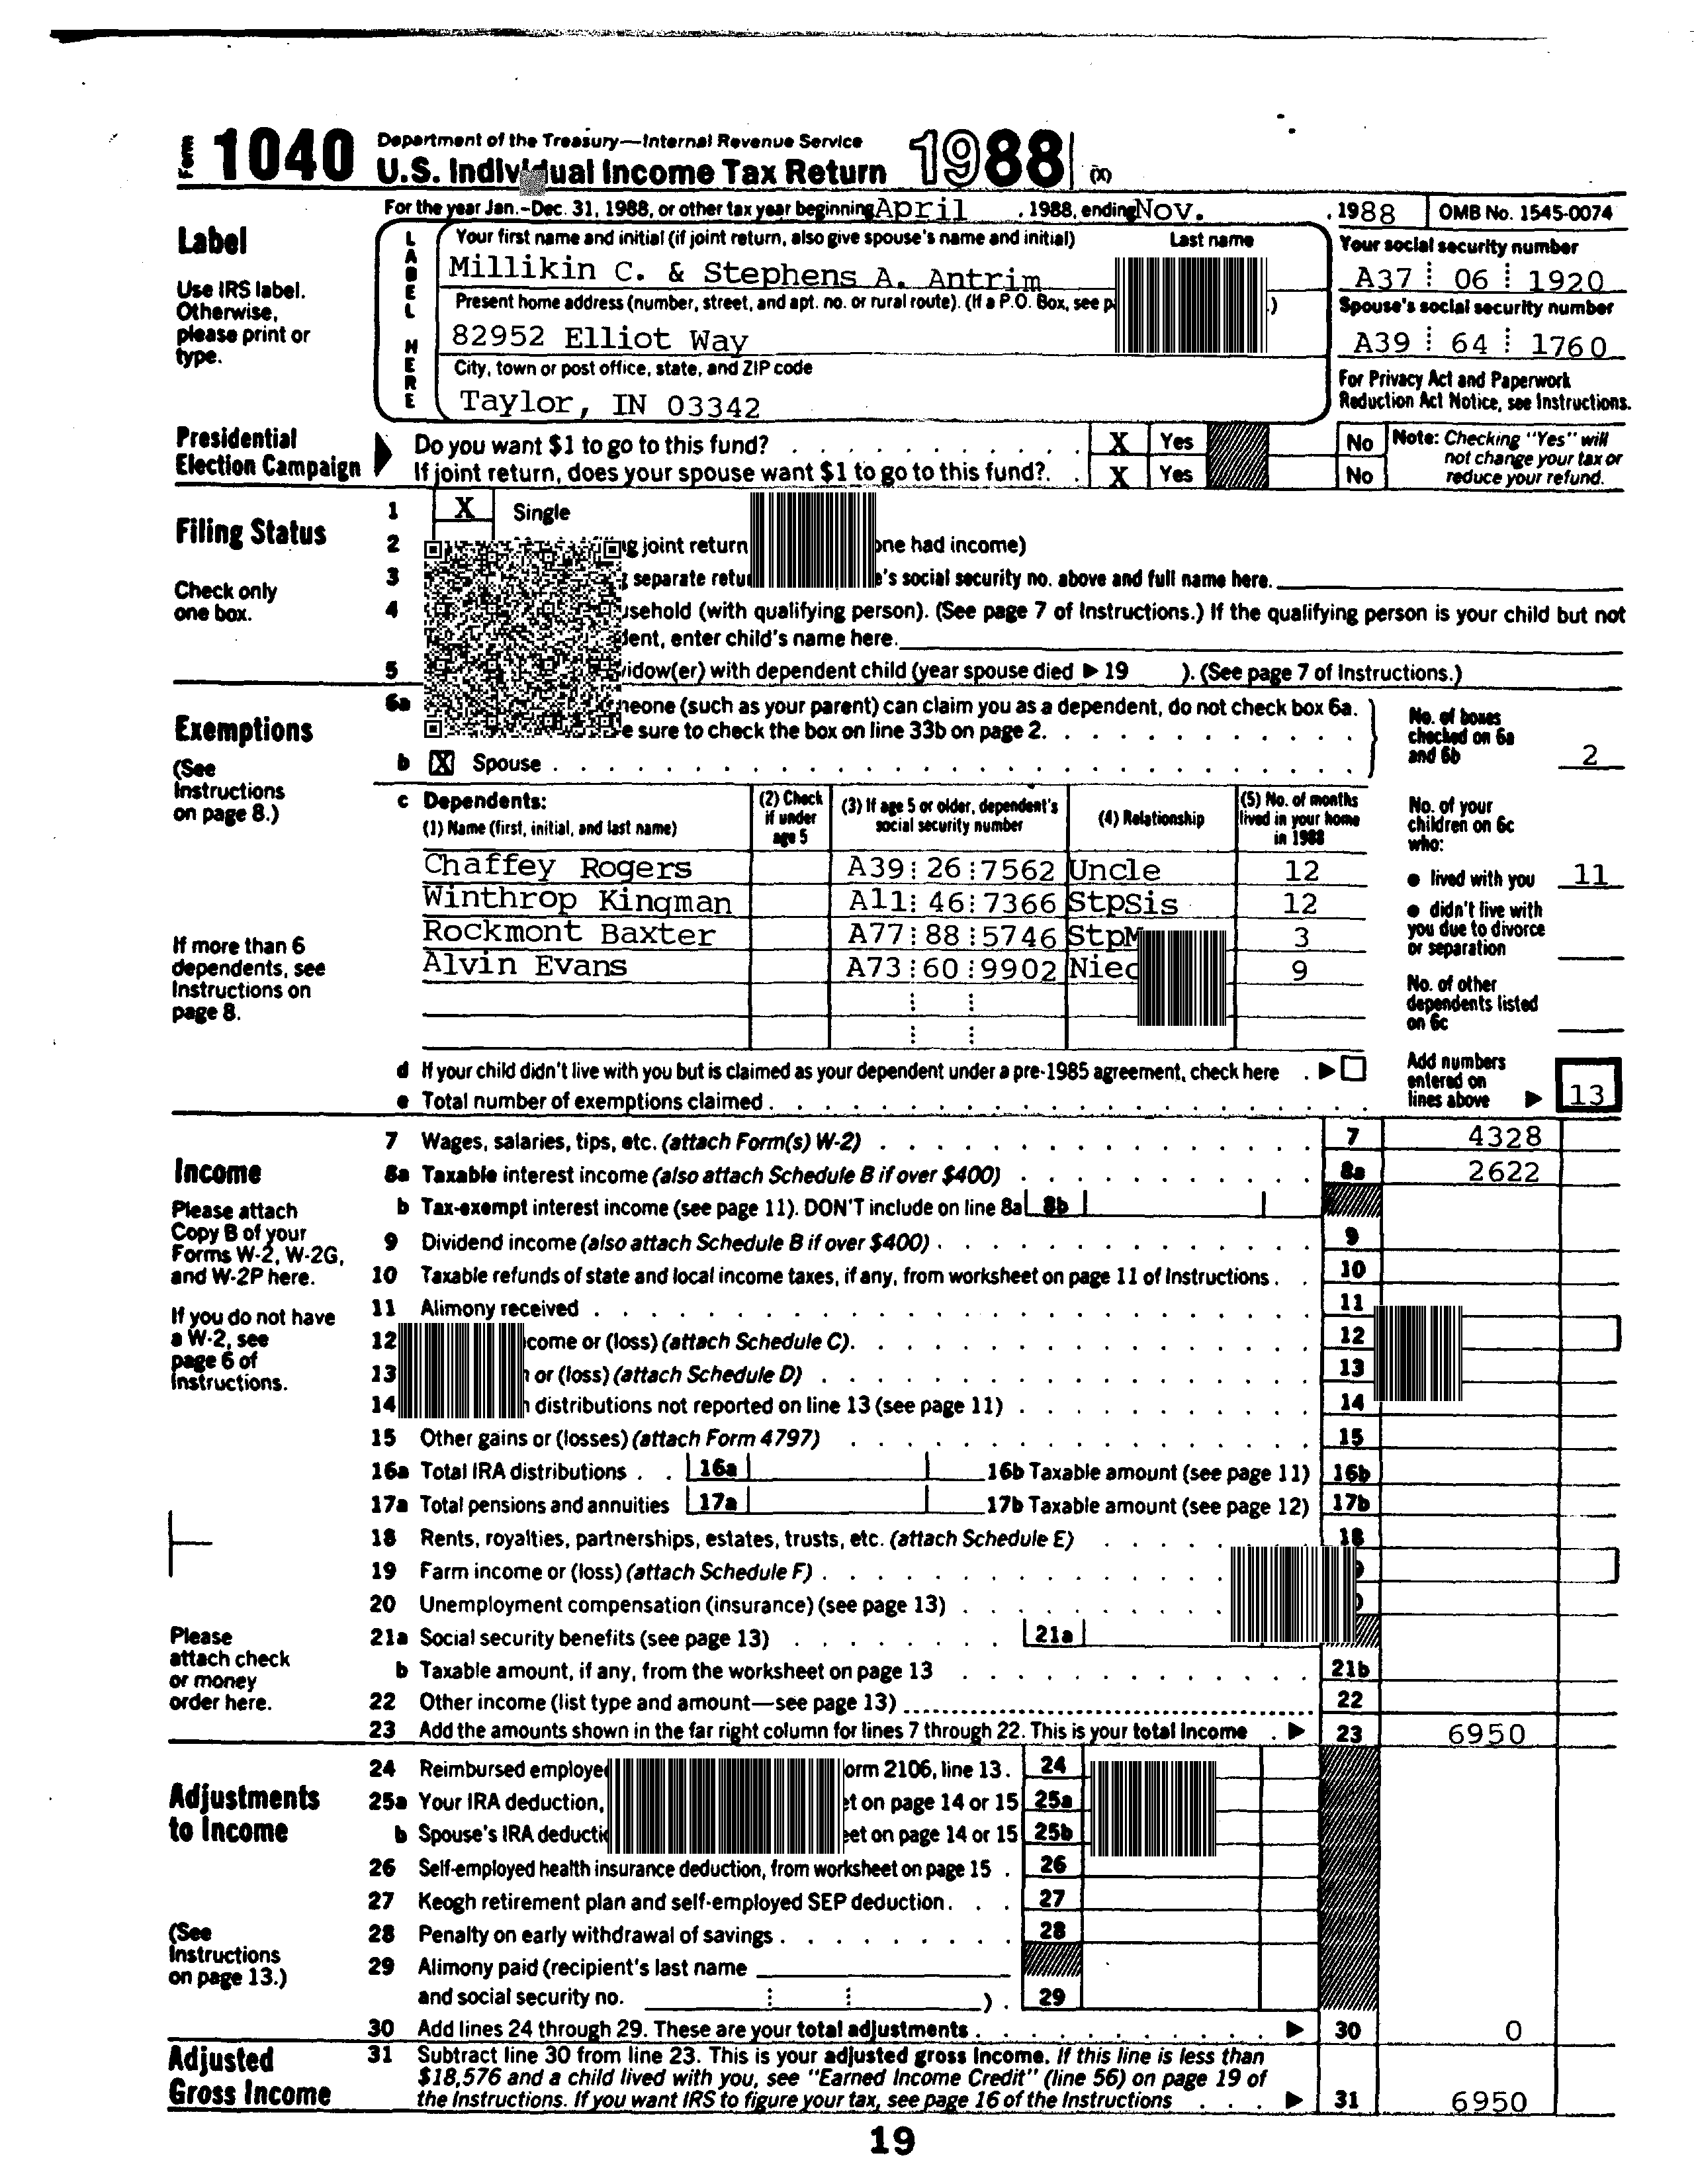 Form 1040 Department of the Treasury—Internal Revenue Service
U.S. Individual Income Tax Return 1988 (X)
For the year Jan.-Dec. 31, 1988, or other tax year beginning April , 1988, ending Nov. , 1988 OMB No. 1545-0074
Label
Use IRS label. Otherwise, please print or type.
LABEL HERE
Your first name and initial (if joint return, also give spouse's name and initial) Last name
Millikin C. & Stephens A. Antrim
Your social security number
A37 06 1920
Present home address (number, street, and apt. no. or rural route). (If a P.O. Box, see )
82952 Elliot Way
Spouse's social security number
A39 64 1760
City, town or post office, state, and ZIP code
Taylor, IN 03342
For Privacy Act and Paperwork Reduction Act Notice, see Instructions.
Presidential Election Campaign
Do you want $1 to go to this fund? X Yes No
If joint return, does your spouse want $1 to go to this fund? X Yes No
Note: Checking "Yes" will not change your tax or reduce your refund.
Filing Status
Check only one box.
1 X Single
2 joint return one had income)
3 separate 's social security no. above and full name here.
4 (with qualifying person). (See page 7 of Instructions.) If the qualifying person is your child but not
enter child's name here.
5 with dependent child (year spouse died ▶ 19 ). (See page 7 of Instructions.)
Exemptions
(See Instructions on page 8.)
6a (such as your parent) can claim you as a dependent, do not check box 6a.
sure to check the box on line 33b on page 2.
b X Spouse
No. of boxes checked on 6a and 6b 2
c Dependents:
(1) Name (first, initial, and last name)
(2) Check if under age 5
(3) If age 5 or older, dependent's social security number
(4) Relationship
(5) No. of months lived in your home in 1988
Chaffey Rogers A39:26:7562 Uncle 12
Winthrop Kingman A11:46:7366 StpSis 12
Rockmont Baxter A77:88:5746 3
Alvin Evans A73:60:9902 9
If more than 6 dependents, see Instructions on page 8.
No. of your children on 6c who:
● lived with you 11
● didn't live with you due to divorce or separation
No. of other dependents listed on 6c
d If your child didn't live with you but is claimed as your dependent under a pre-1985 agreement, check here ▶
e Total number of exemptions claimed
Add numbers entered on lines above ▶ 13
Income
Please attach Copy B of your Forms W-2, W-2G, and W-2P here.
If you do not have a W-2, see page 6 of Instructions.
Please attach check or money order here.
7 Wages, salaries, tips, etc. (attach Form(s) W-2) 7 4328
8a Taxable interest income (also attach Schedule B if over $400) 8a 2622
b Tax-exempt interest income (see page 11). DON'T include on line 8a 8b
9 Dividend income (also attach Schedule B if over $400) 9
10 Taxable refunds of state and local income taxes, if any, from worksheet on page 11 of Instructions 10
11 Alimony received 11
12 or (loss) (attach Schedule C) 12
13 or (loss) (attach Schedule D) 13
14 distributions not reported on line 13 (see page 11) 14
15 Other gains or (losses) (attach Form 4797) 15
16a Total IRA distributions 16a 16b Taxable amount (see page 11) 16b
17a Total pensions and annuities 17a 17b Taxable amount (see page 12) 17b
18 Rents, royalties, partnerships, estates, trusts, etc. (attach Schedule E) 18
19 Farm income or (loss) (attach Schedule F)
20 Unemployment compensation (insurance) (see page 13)
21a Social security benefits (see page 13) 21a
b Taxable amount, if any, from the worksheet on page 13 21b
22 Other income (list type and amount—see page 13) 22
23 Add the amounts shown in the far right column for lines 7 through 22. This is your total income ▶ 23 6950
Adjustments to Income
(See Instructions on page 13.)
24 Reimbursed 2106, line 13. 24
25a Your IRA deduction, on page 14 or 15 25a
b Spouse's IRA on page 14 or 15 25b
26 Self-employed health insurance deduction, from worksheet on page 15 26
27 Keogh retirement plan and self-employed SEP deduction 27
28 Penalty on early withdrawal of savings 28
29 Alimony paid (recipient's last name
and social security no. ) 29
30 Add lines 24 through 29. These are your total adjustments ▶ 30 0
Adjusted Gross Income
31 Subtract line 30 from line 23. This is your adjusted gross income. If this line is less than
$18,576 and a child lived with you, see "Earned Income Credit" (line 56) on page 19 of
the Instructions. If you want IRS to figure your tax, see page 16 of the Instructions ▶ 31 6950
19